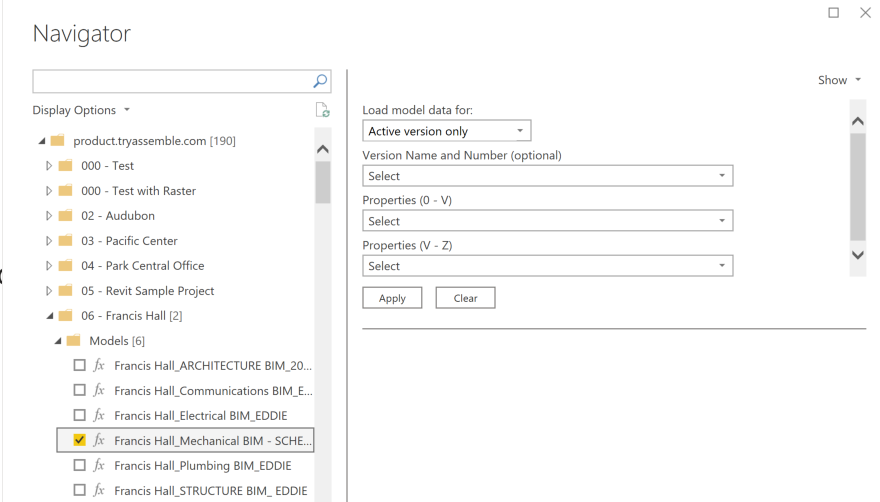 Navigator
Display Options
product.tryassemble.com [190]
000 - Test
000 - Test with Raster
02 - Audubon
03 - Pacific Center
04 - Park Central Office
05 - Revit Sample Project
06 - Francis Hall [2]
Models [6]
fx Francis Hall_ARCHITECTURE BIM_20...
fx Francis Hall_Communications BIM_E...
fx Francis Hall_Electrical BIM_EDDIE
fx Francis Hall_Mechanical BIM - SCHE...
fx Francis Hall_Plumbing BIM_EDDIE
fx Francis Hall_STRUCTURE BIM_ EDDIE
Show
Load model data for:
Active version only
Version Name and Number (optional)
Select
Properties (0 - V)
Select
Properties (V - Z)
Select
Apply Clear